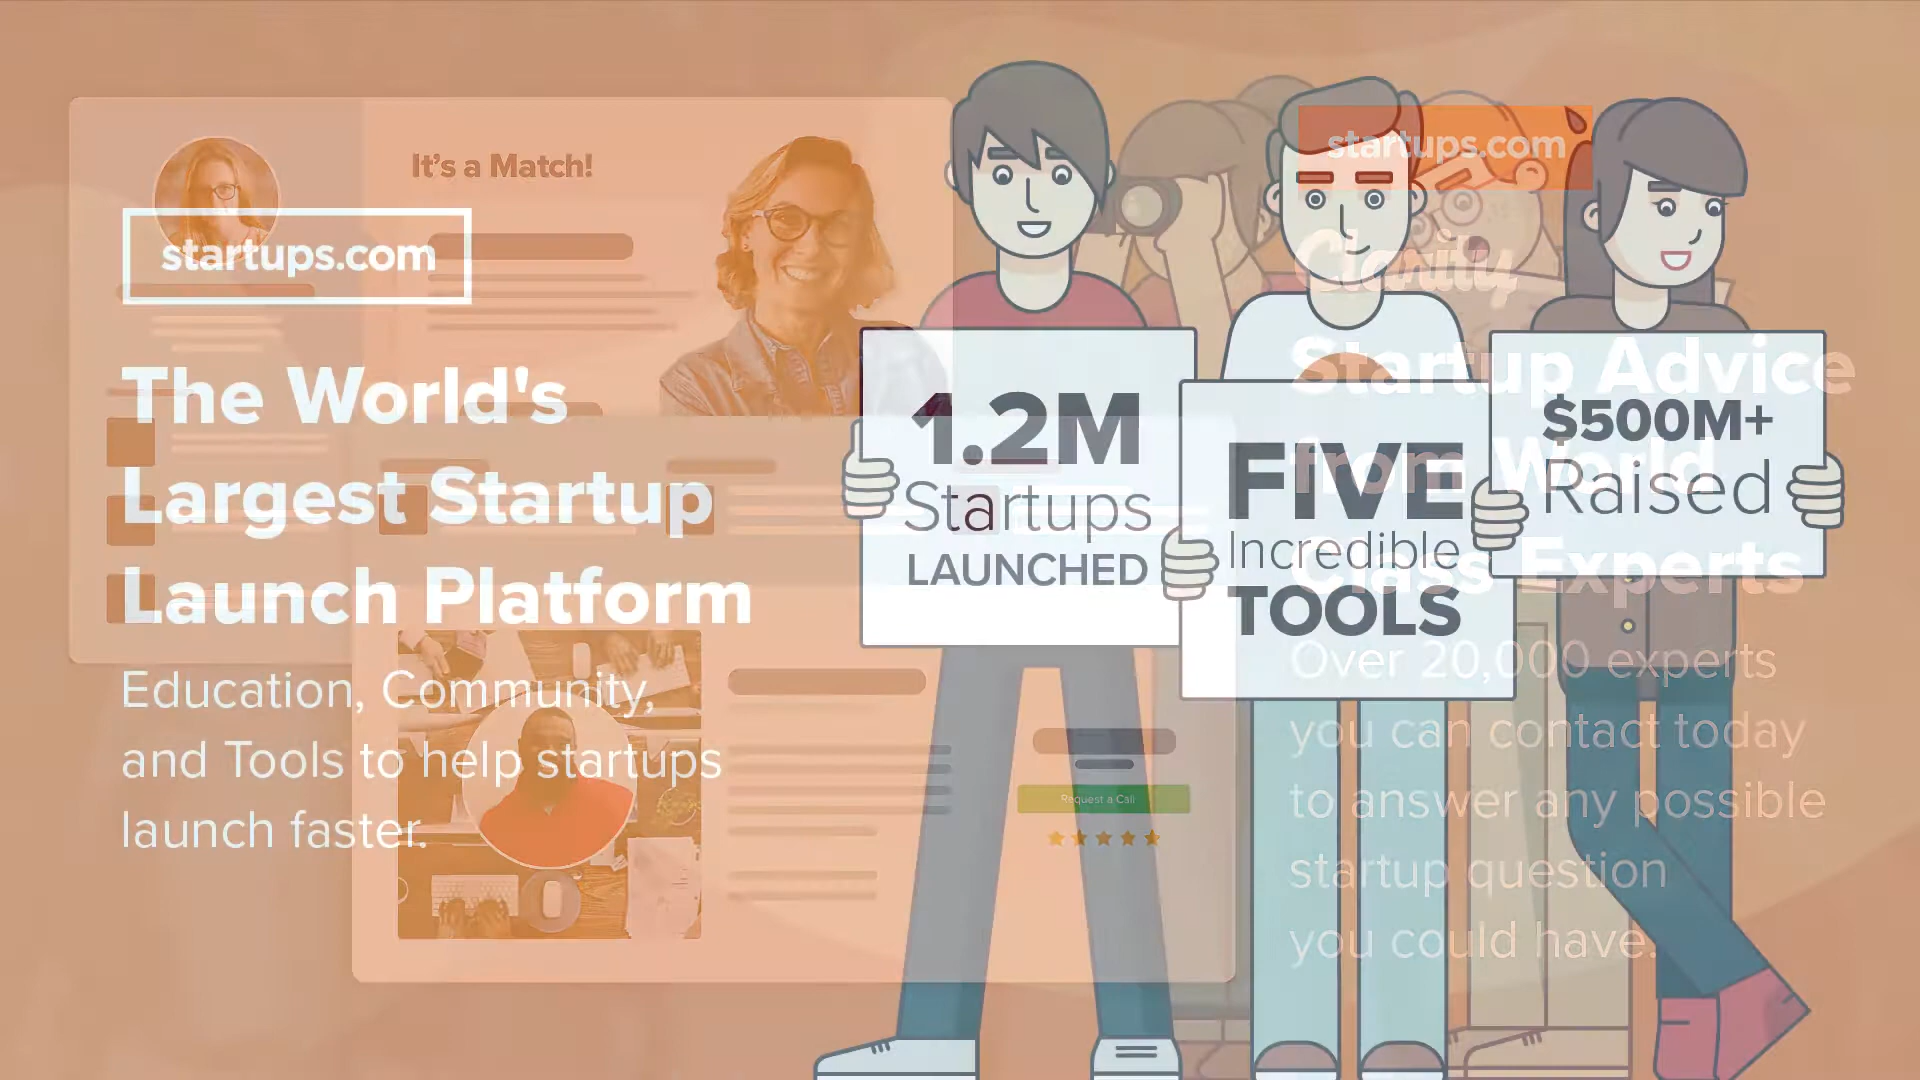 It's a Match!
startups.com
The World's
Largest Startup
Launch Platform
Education, Community,
and Tools to help startups
launch faster.
1.2M
Startups
LAUNCHED
FIVE
Incredible
TOOLS
$500M+
Raised
Request a Call
startups.com
Clarity
Startup Advice
from World
Class Experts
Over 20,000 experts
you can contact today
to answer any possible
startup question
you could have.